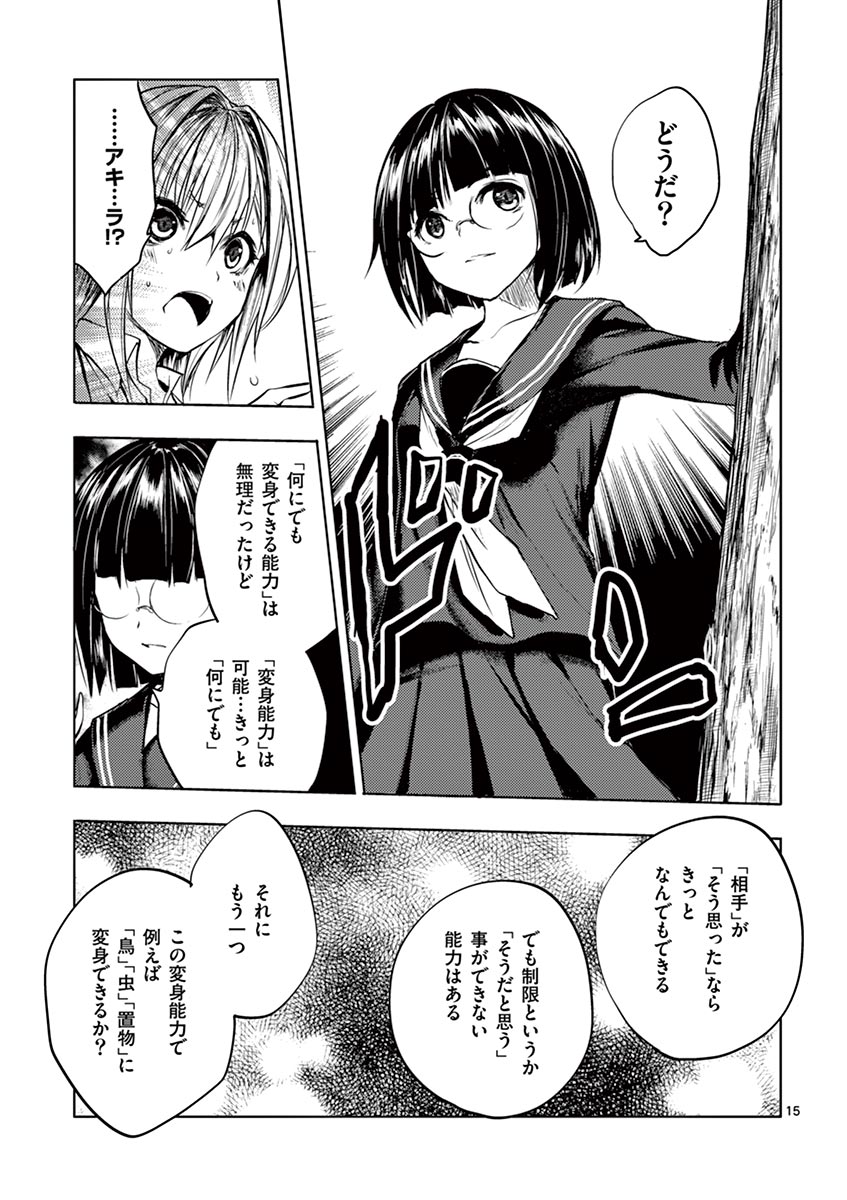 どうだ?
ドン
……アキ…ラ!?
「何にでも
変身できる能力」は
無理だったけど
「変身能力」は
可能…きっと
「何にでも」
「相手」が
「そう思った」なら
きっと
なんでもできる
でも制限というか
「そうだと思う」
事ができない
能力はある
それに
もう一つ
この変身能力で
例えば
「鳥」「虫」「置物」に
変身できるか?
15